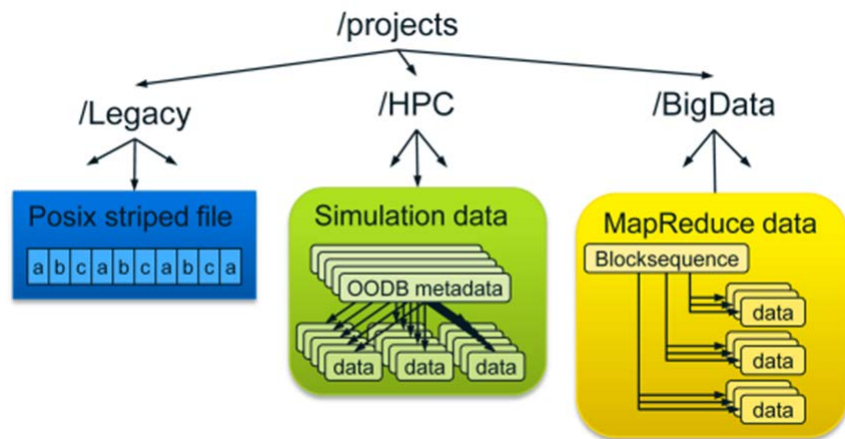 /projects
/Legacy
/HPC
/BigData
Posix striped file
a b c a b c a b c a
Simulation data
OODB metadata
data data data
MapReduce data
Blocksequence
data
data
data